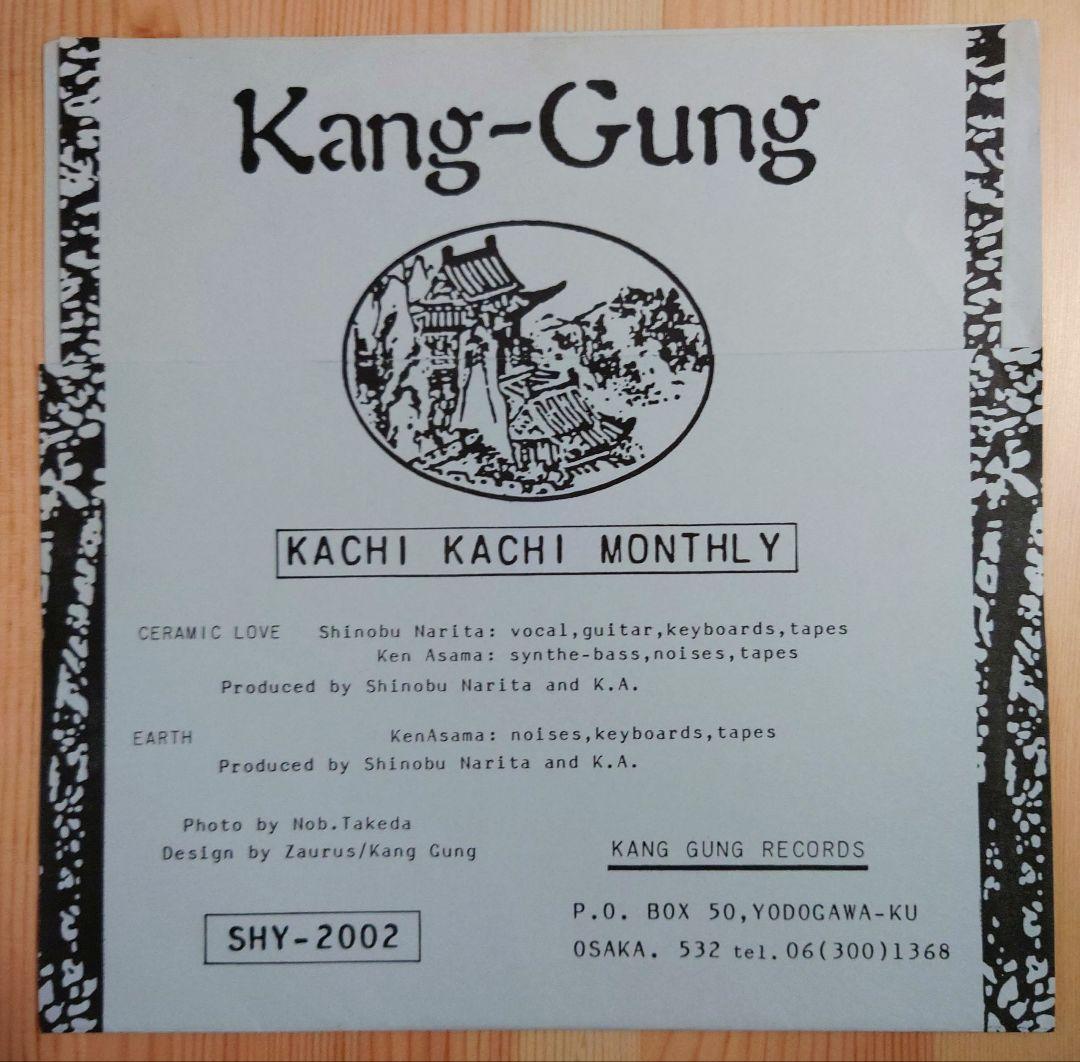 Kang-Gung
KACHI KACHI MONTHLY
CERAMIC LOVE Shinobu Narita: vocal,guitar,keyboards,tapes
Ken Asama: synthe-bass,noises,tapes
Produced by Shinobu Narita and K.A.
EARTH KenAsama: noises,keyboards,tapes
Produced by Shinobu Narita and K.A.
Photo by Nob.Takeda
Design by Zaurus/Kang Gung
KANG GUNG RECORDS
SHY-2002
P.O. BOX 50,YODOGAWA-KU
OSAKA. 532 tel.06(300)1368